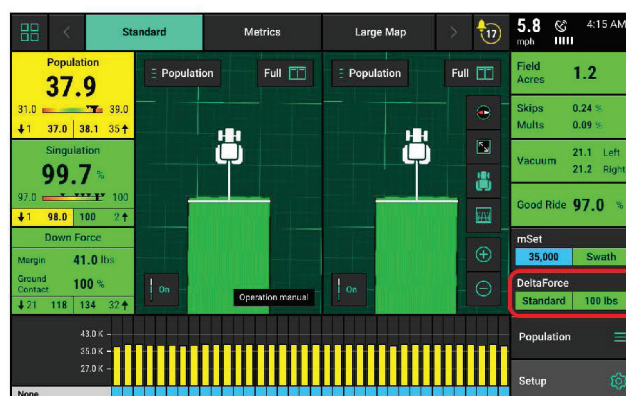 Standard
Metrics
Large Map
17
5.8 mph
4:15 AM
Population
37.9
31.0 39.0
1 37.0 38.1 35
Singulation
99.7 %
97.0 100
1 98.0 100 2
Down Force
Margin 41.0 lbs
Ground Contact 100 %
21 118 134 32
Population Full
On
Operation manual
Population Full
On
Field Acres 1.2
Skips 0.24 %
Mults 0.09 %
Vacuum 21.1 Left
21.2 Right
Good Ride 97.0 %
mSet
35,000 Swath
DeltaForce
Standard 100 lbs
Population
Setup
43.0 K
35.0 K
27.0 K
None